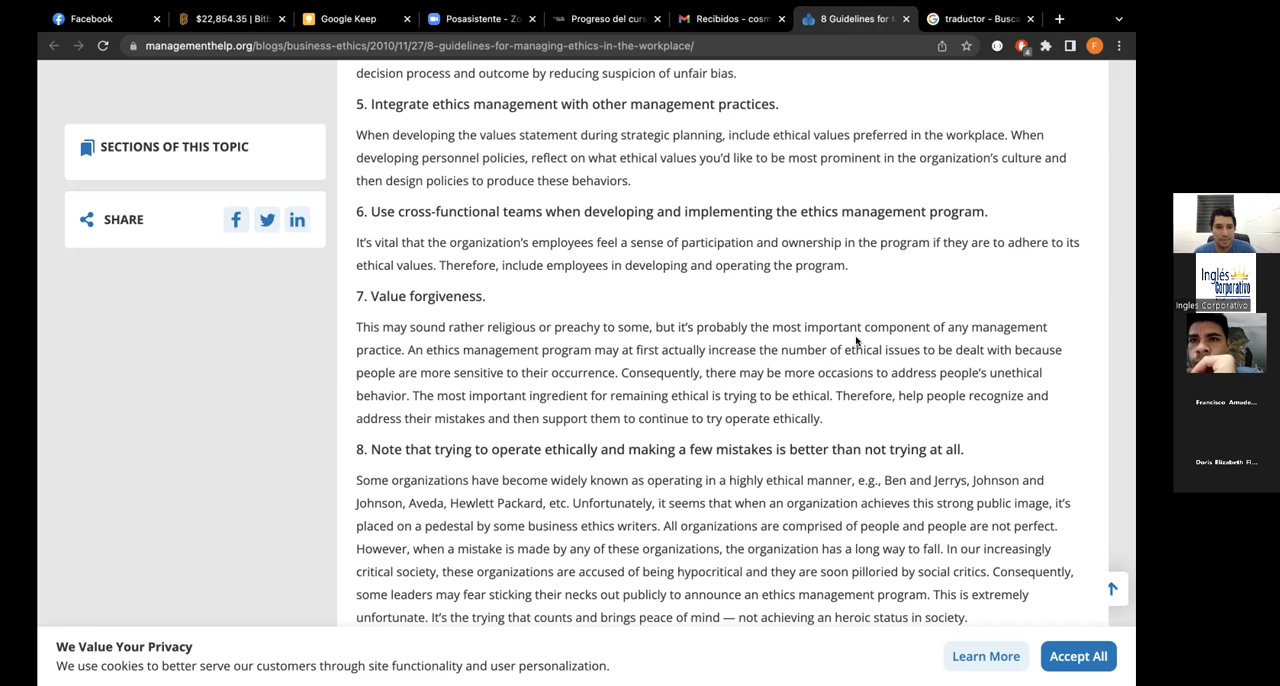 Facebook
$22,854.35 | Bitb
Google Keep
Posasistente - Zo
Progreso del curs
Recibidos - cosm
8 Guidelines for M
traductor - Busca
managementhelp.org/blogs/business-ethics/2010/11/27/8-guidelines-for-managing-ethics-in-the-workplace/
4
F
decision process and outcome by reducing suspicion of unfair bias.
SECTIONS OF THIS TOPIC
SHARE
5. Integrate ethics management with other management practices.
When developing the values statement during strategic planning, include ethical values preferred in the workplace. When
developing personnel policies, reflect on what ethical values you’d like to be most prominent in the organization’s culture and
then design policies to produce these behaviors.
6. Use cross-functional teams when developing and implementing the ethics management program.
It’s vital that the organization’s employees feel a sense of participation and ownership in the program if they are to adhere to its
ethical values. Therefore, include employees in developing and operating the program.
7. Value forgiveness.
This may sound rather religious or preachy to some, but it’s probably the most important component of any management
practice. An ethics management program may at first actually increase the number of ethical issues to be dealt with because
people are more sensitive to their occurrence. Consequently, there may be more occasions to address people’s unethical
behavior. The most important ingredient for remaining ethical is trying to be ethical. Therefore, help people recognize and
address their mistakes and then support them to continue to try operate ethically.
8. Note that trying to operate ethically and making a few mistakes is better than not trying at all.
Some organizations have become widely known as operating in a highly ethical manner, e.g., Ben and Jerrys, Johnson and
Johnson, Aveda, Hewlett Packard, etc. Unfortunately, it seems that when an organization achieves this strong public image, it’s
placed on a pedestal by some business ethics writers. All organizations are comprised of people and people are not perfect.
However, when a mistake is made by any of these organizations, the organization has a long way to fall. In our increasingly
critical society, these organizations are accused of being hypocritical and they are soon pilloried by social critics. Consequently,
some leaders may fear sticking their necks out publicly to announce an ethics management program. This is extremely
unfortunate. It’s the trying that counts and brings peace of mind — not achieving an heroic status in society.
We Value Your Privacy
We use cookies to better serve our customers through site functionality and user personalization.
Learn More
Accept All
Inglés
Corporativo
Ingles Corporativo
Francisco Amade...
Doris Elizabeth Fl...